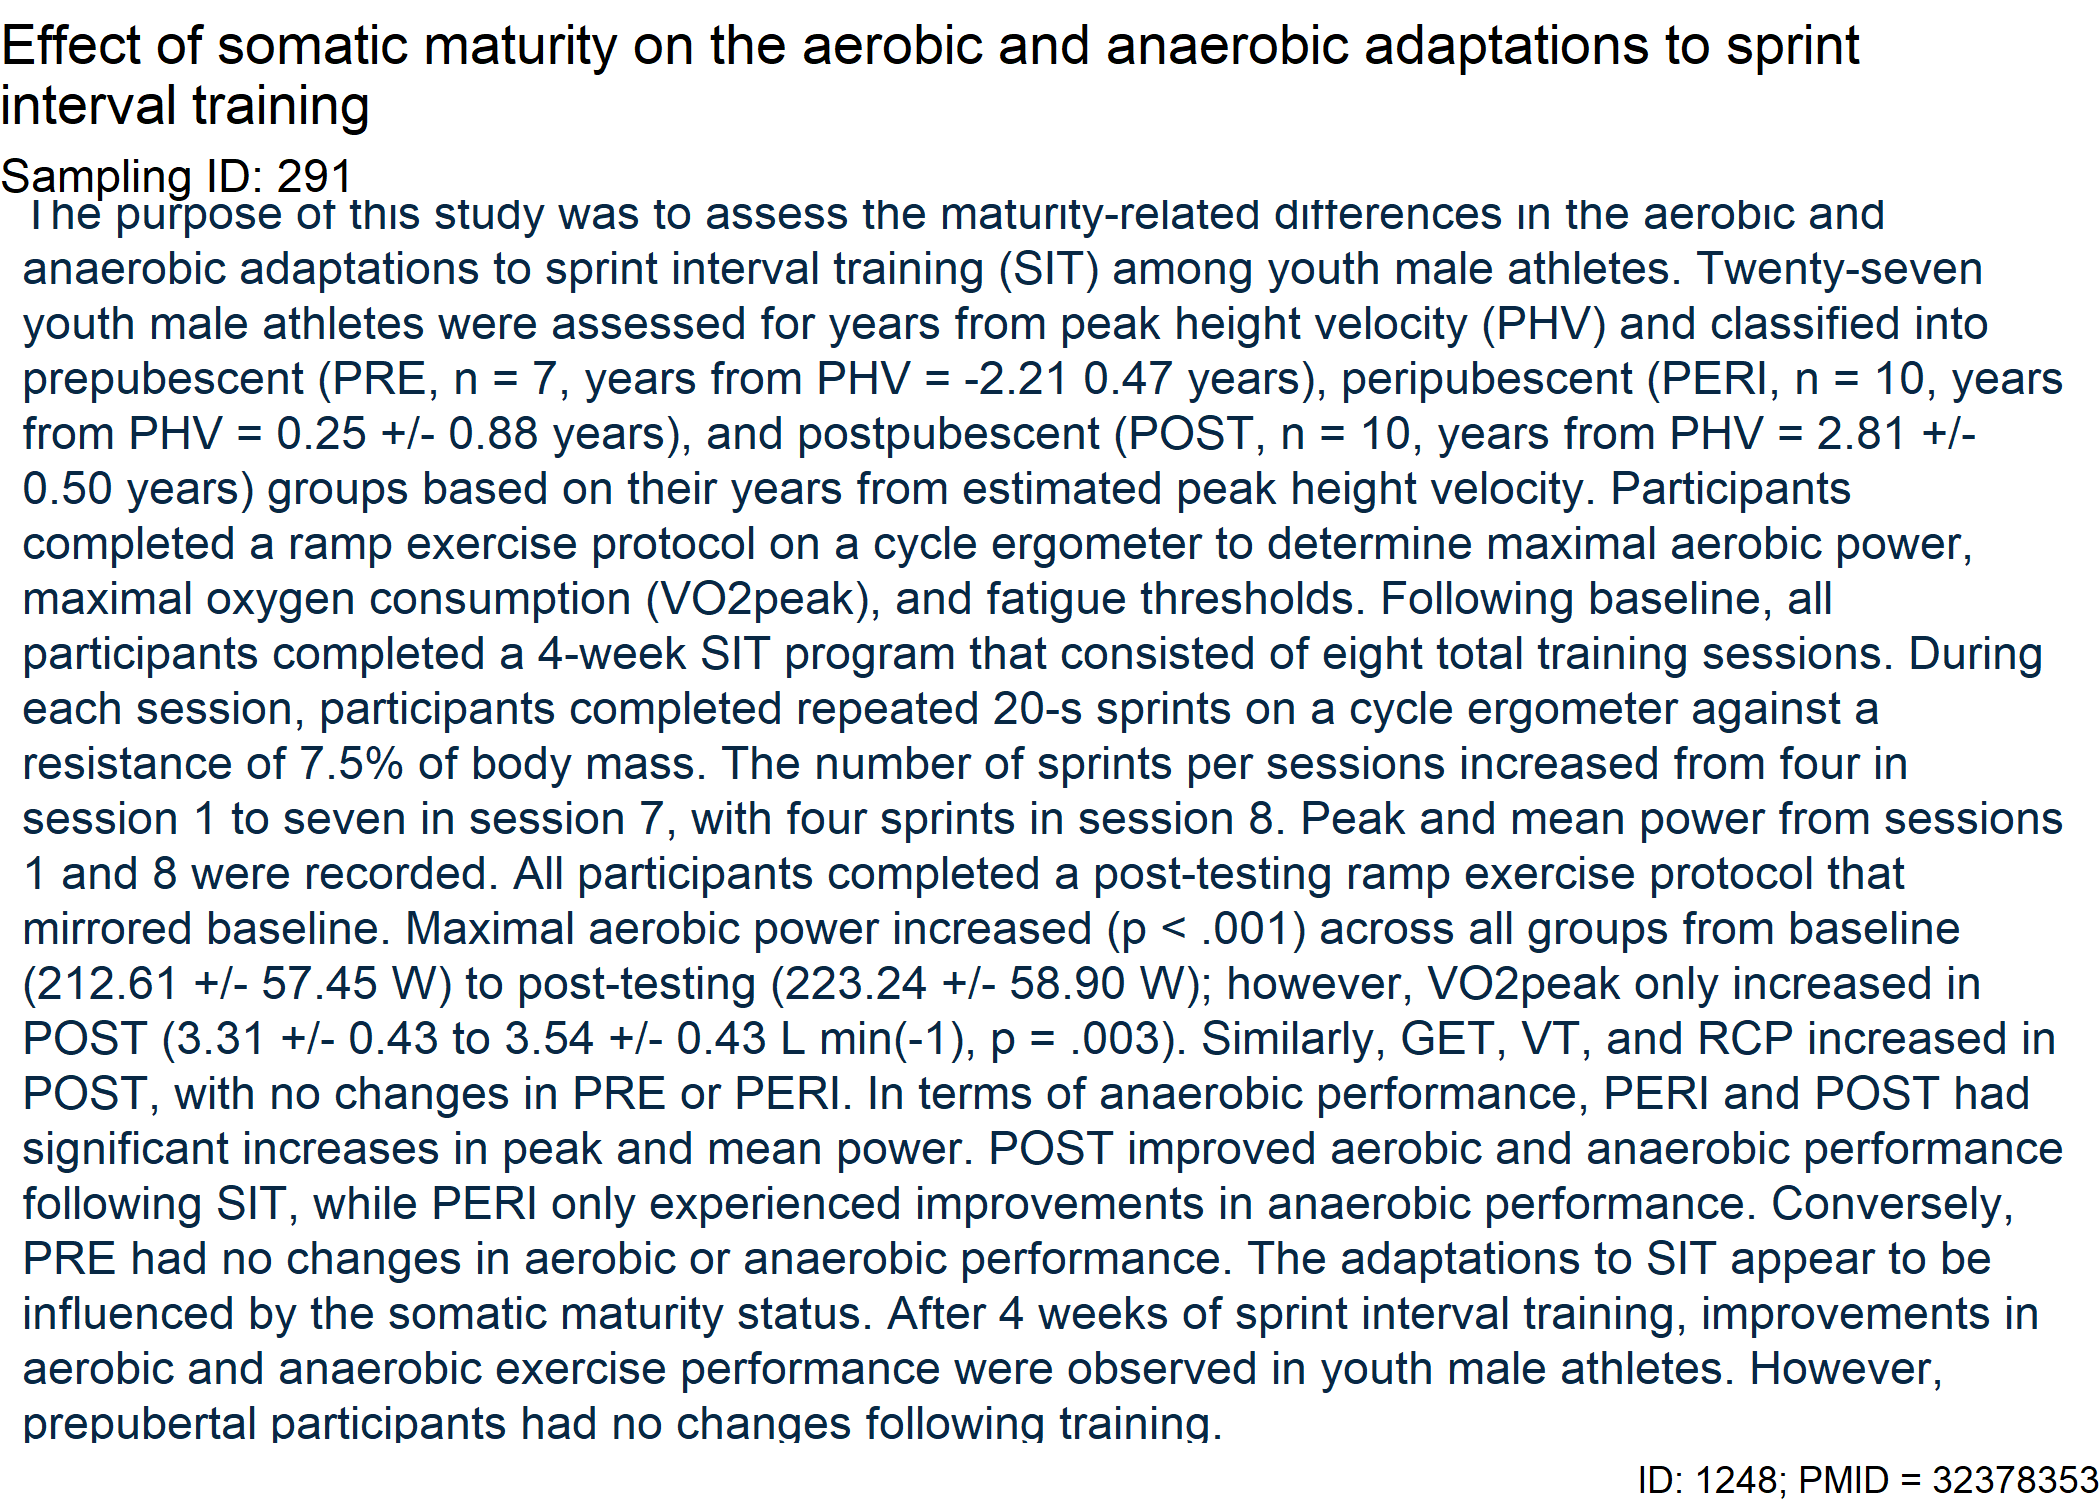 Effect of somatic maturity on the aerobic and anaerobic adaptations to sprint
interval training
Sampling ID: 291
The purpose of this study was to assess the maturity-related differences in the aerobic and
anaerobic adaptations to sprint interval training (SIT) among youth male athletes. Twenty-seven
youth male athletes were assessed for years from peak height velocity (PHV) and classified into
prepubescent (PRE, n = 7, years from PHV = -2.21 0.47 years), peripubescent (PERI, n = 10, years
from PHV = 0.25 +/- 0.88 years), and postpubescent (POST, n = 10, years from PHV = 2.81 +/-
0.50 years) groups based on their years from estimated peak height velocity. Participants
completed a ramp exercise protocol on a cycle ergometer to determine maximal aerobic power,
maximal oxygen consumption (VO2peak), and fatigue thresholds. Following baseline, all
participants completed a 4-week SIT program that consisted of eight total training sessions. During
each session, participants completed repeated 20-s sprints on a cycle ergometer against a
resistance of 7.5% of body mass. The number of sprints per sessions increased from four in
session 1 to seven in session 7, with four sprints in session 8. Peak and mean power from sessions
1 and 8 were recorded. All participants completed a post-testing ramp exercise protocol that
mirrored baseline. Maximal aerobic power increased (p < .001) across all groups from baseline
(212.61 +/- 57.45 W) to post-testing (223.24 +/- 58.90 W); however, VO2peak only increased in
POST (3.31 +/- 0.43 to 3.54 +/- 0.43 L min(-1), p = .003). Similarly, GET, VT, and RCP increased in
POST, with no changes in PRE or PERI. In terms of anaerobic performance, PERI and POST had
significant increases in peak and mean power. POST improved aerobic and anaerobic performance
following SIT, while PERI only experienced improvements in anaerobic performance. Conversely,
PRE had no changes in aerobic or anaerobic performance. The adaptations to SIT appear to be
influenced by the somatic maturity status. After 4 weeks of sprint interval training, improvements in
aerobic and anaerobic exercise performance were observed in youth male athletes. However,
prepubertal participants had no changes following training.
ID: 1248; PMID = 32378353